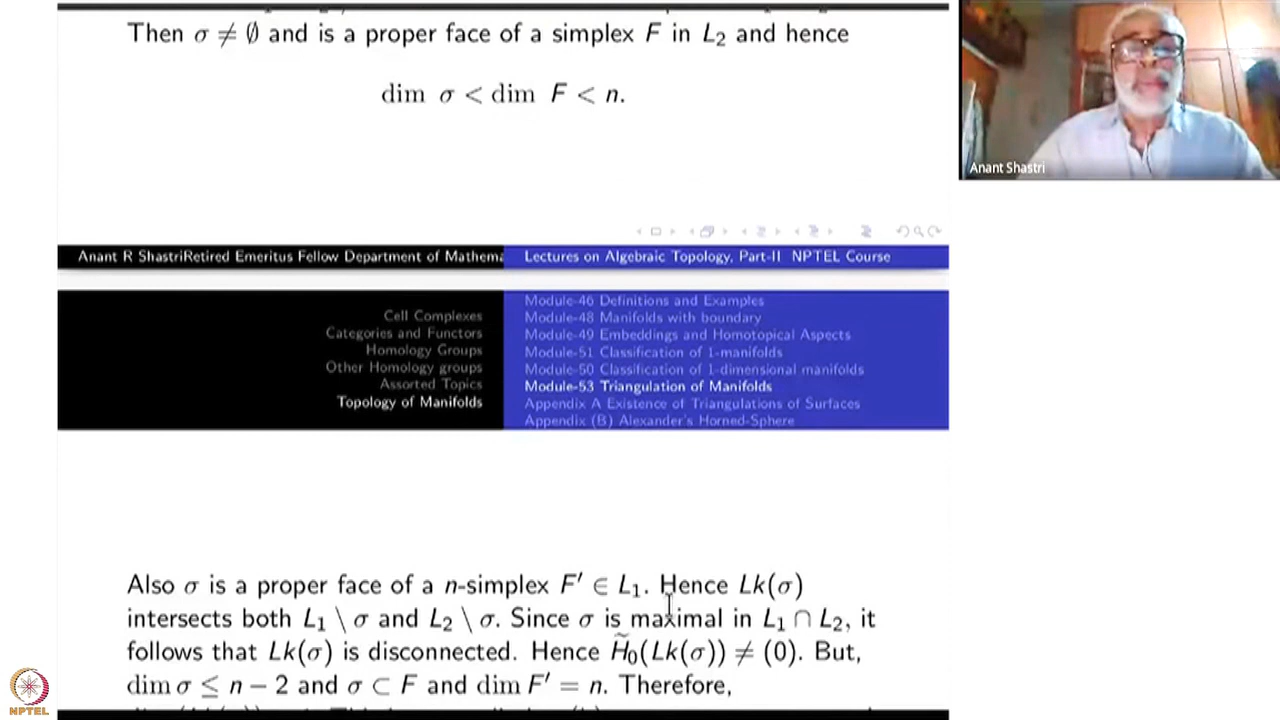 Then σ ≠ ∅ and is a proper face of a simplex F in L₂ and hence
dim σ < dim F < n.
Anant Shastri
Anant R ShastriRetired Emeritus Fellow Department of Mathema
Lectures on Algebraic Topology, Part-II NPTEL Course
Cell Complexes
Categories and Functors
Homology Groups
Other Homology groups
Assorted Topics
Topology of Manifolds
Module-46 Definitions and Examples
Module-48 Manifolds with boundary
Module-49 Embeddings and Homotopical Aspects
Module-51 Classification of 1-manifolds
Module-50 Classification of 1-dimensional manifolds
Module-53 Triangulation of Manifolds
Appendix A Existence of Triangulations of Surfaces
Appendix (B) Alexander's Horned-Sphere
Also σ is a proper face of a n-simplex F′ ∈ L₁. Hence Lk(σ)
intersects both L₁ \ σ and L₂ \ σ. Since σ is maximal in L₁ ∩ L₂, it
follows that Lk(σ) is disconnected. Hence H̃₀(Lk(σ)) ≠ (0). But,
dim σ ≤ n − 2 and σ ⊂ F and dim F′ = n. Therefore,
NPTEL